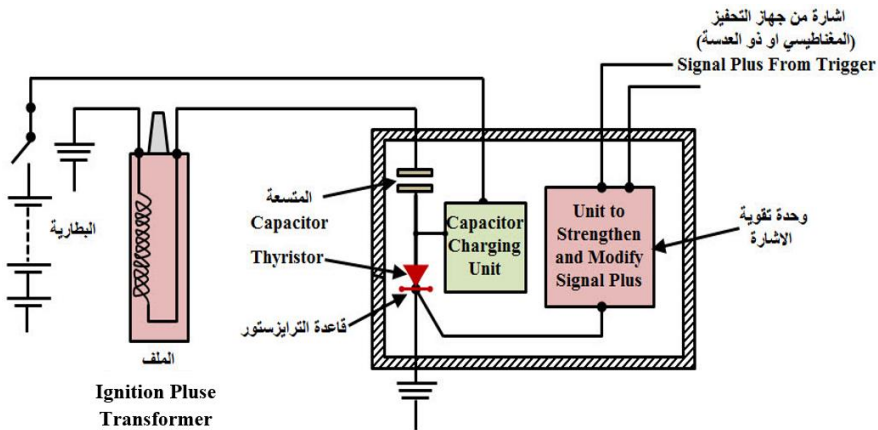 اشارة من جهاز التحفيز
(المغناطيسي او ذو العدسة)
Signal Plus From Trigger
البطارية
المتسعة
Capacitor
Thyristor
قاعدة الترايزستور
Capacitor
Charging
Unit
Unit to
Strengthen
and Modify
Signal Plus
وحدة تقوية
الاشارة
الملف
Ignition Pluse
Transformer